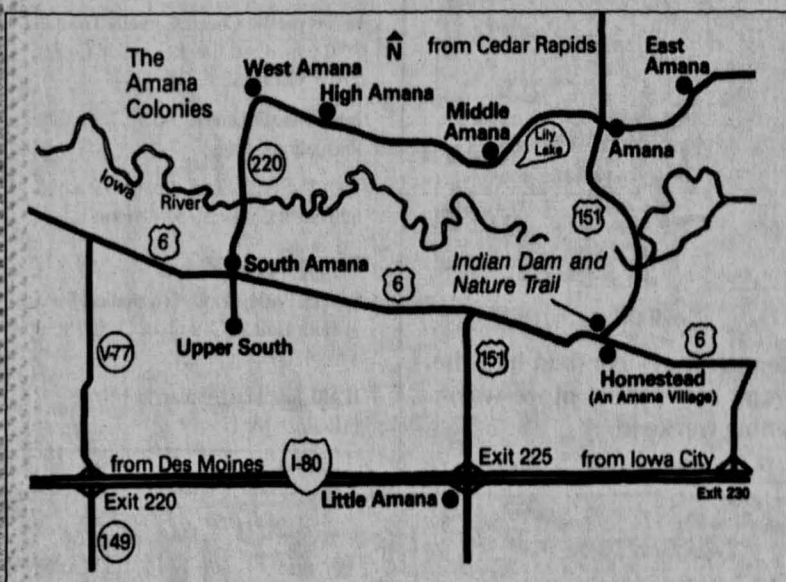 The
Amana
Colonies
N
from Cedar Rapids
East
Amana
West Amana
High Amana
Middle
Amana
Lily
Lake
Amana
220
Iowa
River
151
6
South Amana
6
Indian Dam and
Nature Trail
Upper South
V-77
151
6
Homestead
(An Amana Village)
from Des Moines
I-80
Exit 225
from Iowa City
Exit 220
Little Amana
Exit 230
149